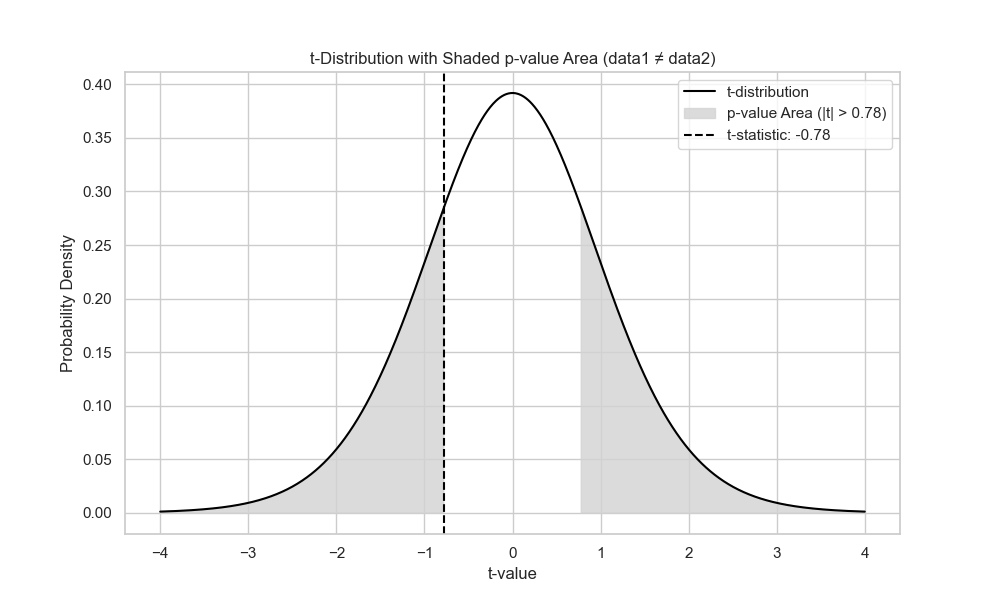 t-Distribution with Shaded p-value Area (data1 ≠ data2)
t-distribution
p-value Area (|t| > 0.78)
t-statistic: -0.78
Probability Density
0.40
0.35
0.30
0.25
0.20
0.15
0.10
0.05
0.00
−4 −3 −2 −1 0 1 2 3 4
t-value